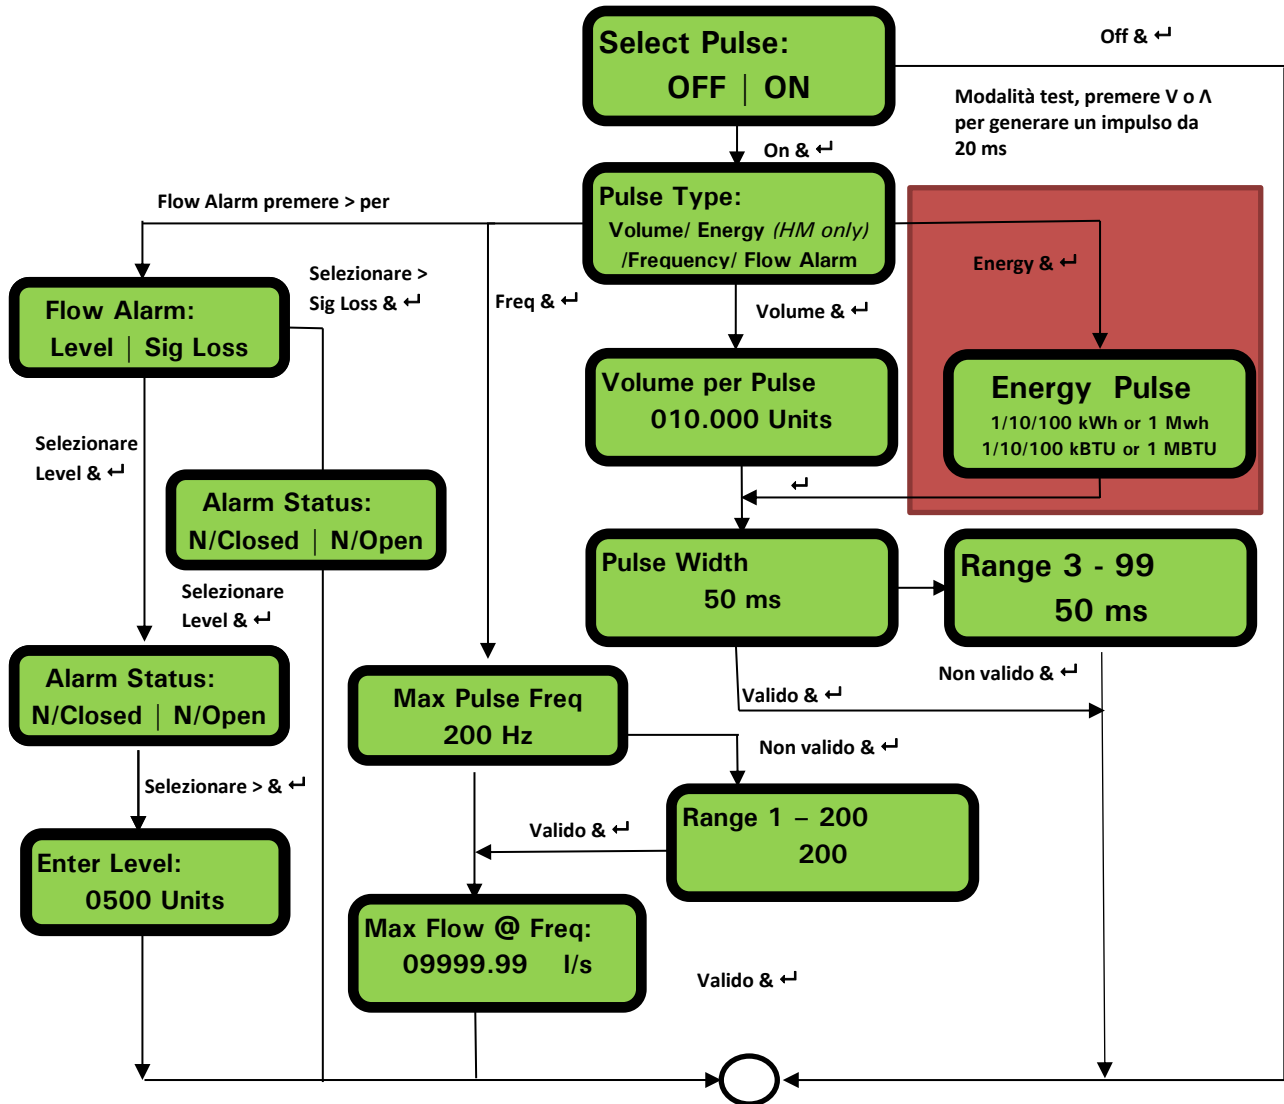 Select Pulse:
OFF | ON
Off & ↵
Modalità test, premere V o Λ
per generare un impulso da
20 ms
On & ↵
Pulse Type:
Volume/ Energy (HM only)
/Frequency/ Flow Alarm
Flow Alarm premere > per
Selezionare >
Sig Loss & ↵
Freq & ↵
Volume & ↵
Energy & ↵
Flow Alarm:
Level | Sig Loss
Volume per Pulse
010.000 Units
Energy Pulse
1/10/100 kWh or 1 Mwh
1/10/100 kBTU or 1 MBTU
Selezionare
Level & ↵
↵
Alarm Status:
N/Closed | N/Open
Pulse Width
50 ms
Range 3 - 99
50 ms
Selezionare
Level & ↵
Alarm Status:
N/Closed | N/Open
Max Pulse Freq
200 Hz
Valido & ↵
Non valido & ↵
Non valido & ↵
Selezionare > & ↵
Range 1 – 200
200
Valido & ↵
Enter Level:
0500 Units
Max Flow @ Freq:
09999.99 l/s
Valido & ↵